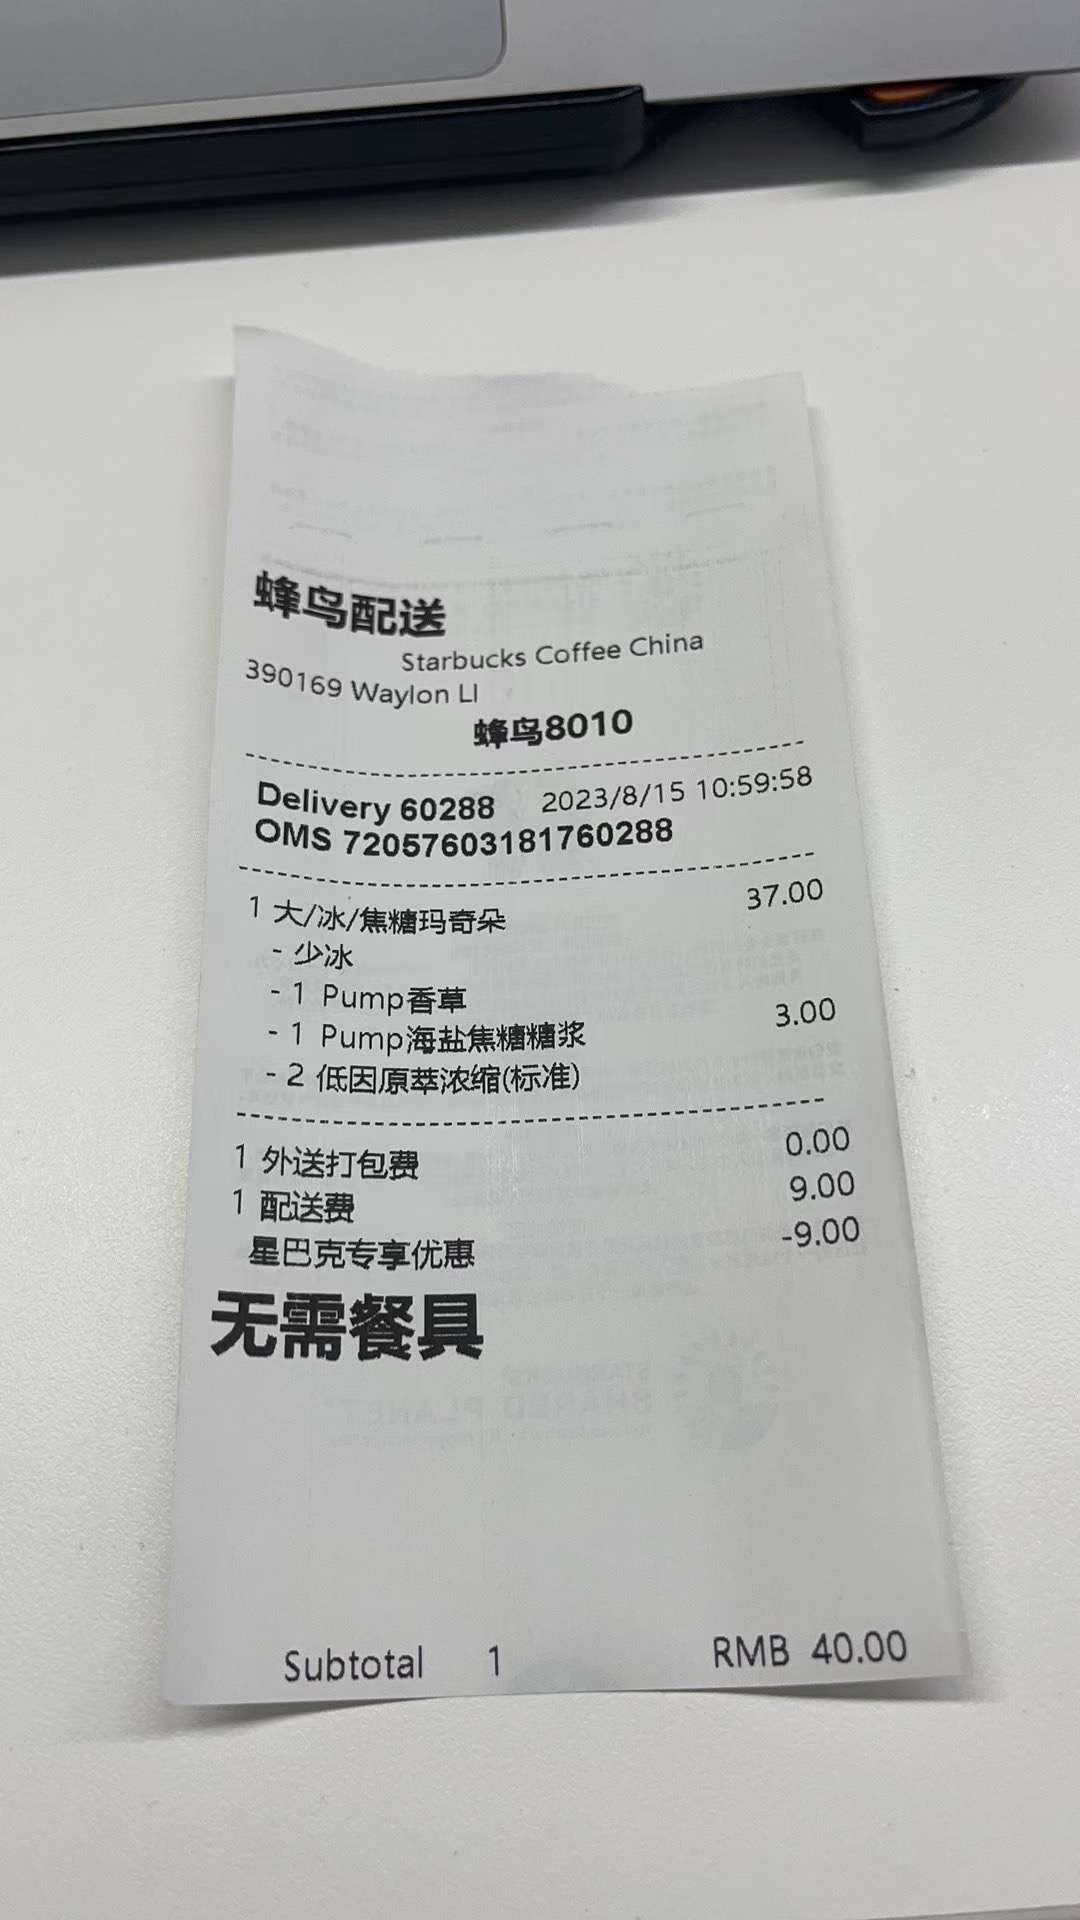 蜂鸟配送
Starbucks Coffee China
390169 Waylon LI
蜂鸟8010
Delivery 60288 2023/8/15 10:59:58
OMS 72057603181760288
1 大/冰/焦糖玛奇朵 37.00
- 少冰
- 1 Pump香草
- 1 Pump海盐焦糖糖浆 3.00
- 2 低因原萃浓缩(标准)
1 外送打包费 0.00
1 配送费 9.00
星巴克专享优惠 -9.00
无需餐具
Subtotal 1 RMB 40.00